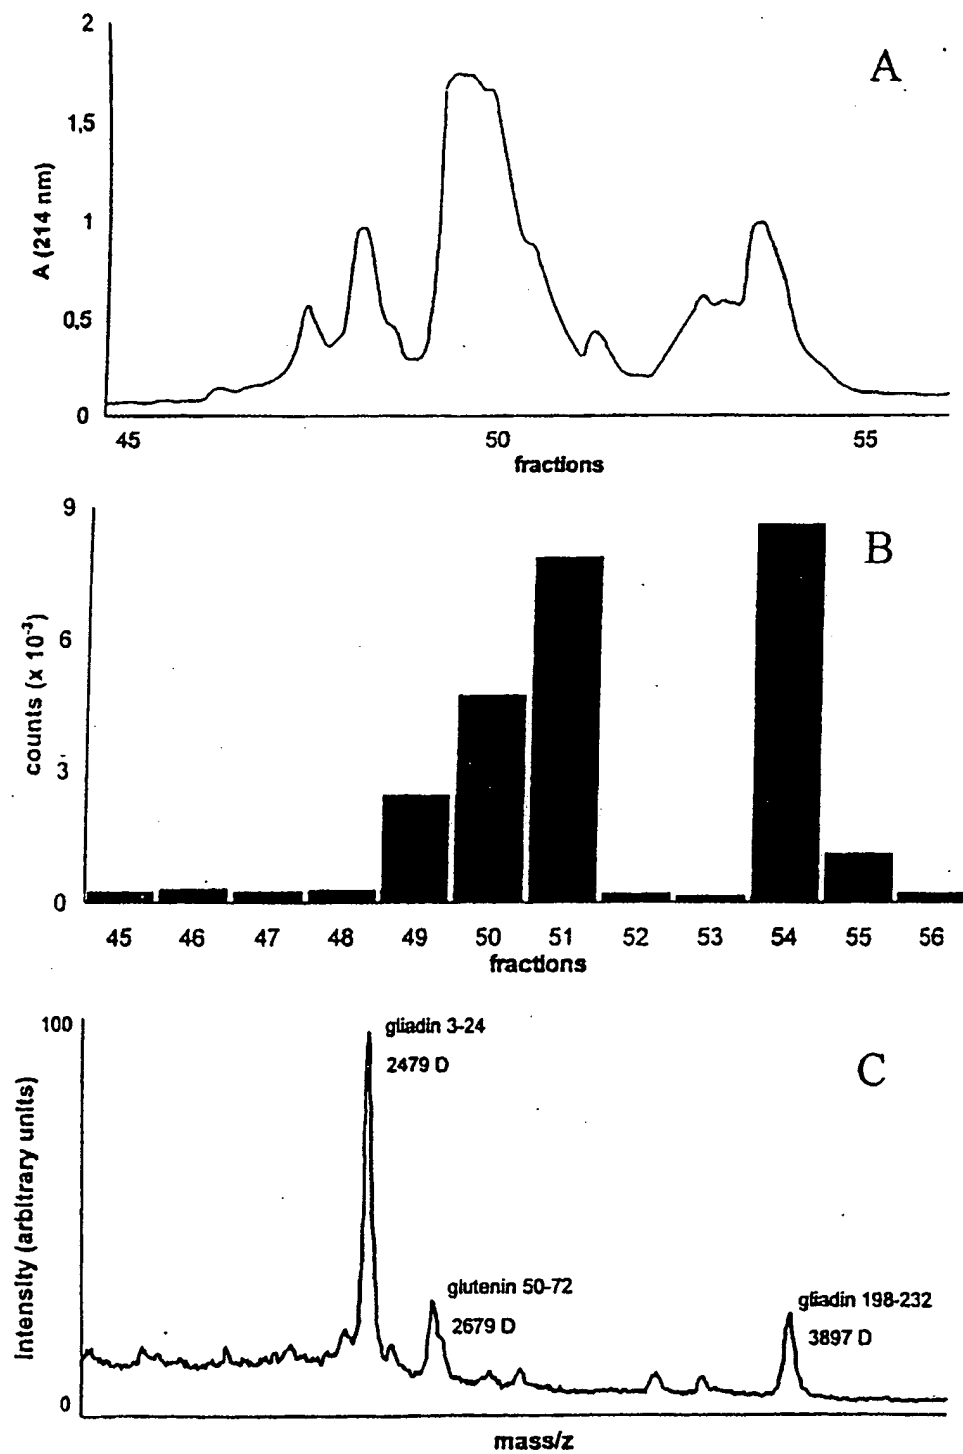 A
2
1,5
1
0,5
0
A (214 nm)
45 50 55
fractions
B
9
6
3
0
counts (x 10⁻³)
45 46 47 48 49 50 51 52 53 54 55 56
fractions
C
100
0
Intensity (arbitrary units)
gliadin 3-24
2479 D
glutenin 50-72
2679 D
gliadin 198-232
3897 D
mass/z